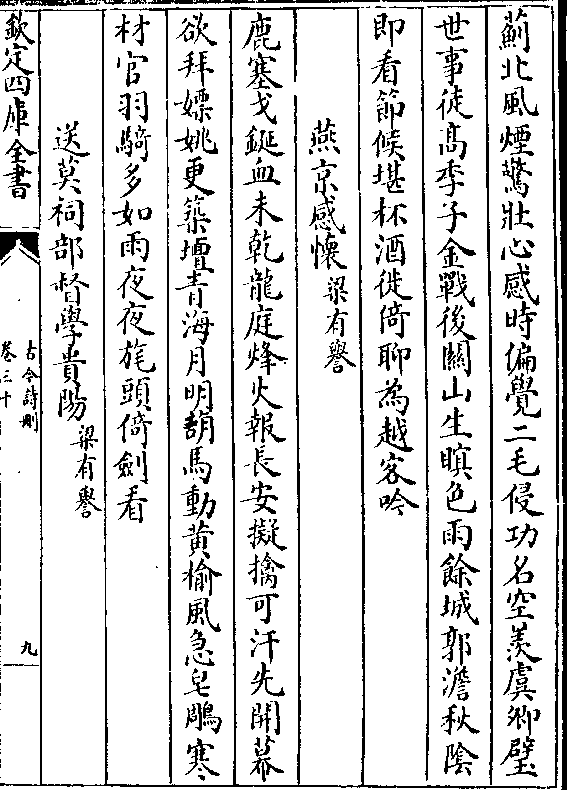 薊北風煙驚壯心感時偏覺二毛侵功名空羨虞卿璧
世事徒髙季子金戰後關山生暝色雨餘城郭澹秋陰
即看節候堪杯酒徙倚聊為越客吟
燕京感懷 梁有譽
鹿塞戈鋋血未乾龍庭烽火報長安擬擒可汗先開幕
欲拜嫖姚更築壇青海月明胡馬動黄榆風急皂鵰寒
材官羽騎多如雨夜夜旄頭倚劍看
送莫祠部督學貴陽 梁有譽
欽定四庫全書
古今詩刪
卷三十
九